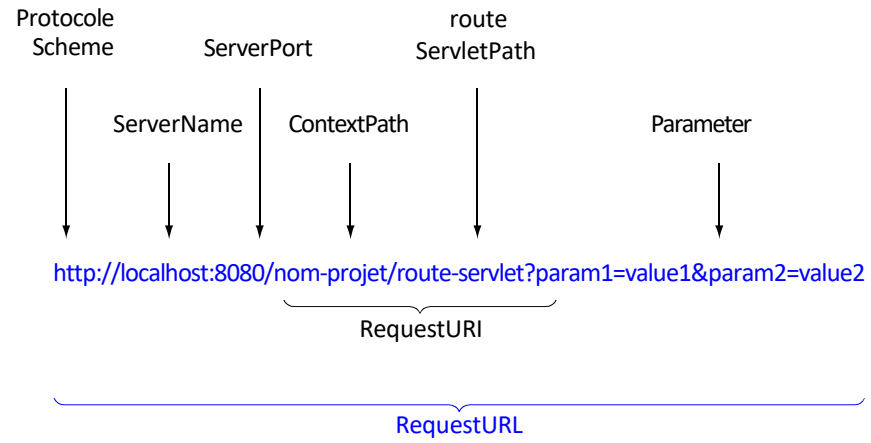 Protocole
Scheme
ServerPort
route
ServletPath
ServerName
ContextPath
Parameter
http://localhost:8080/nom-projet/route-servlet?param1=value1&param2=value2
RequestURI
RequestURL